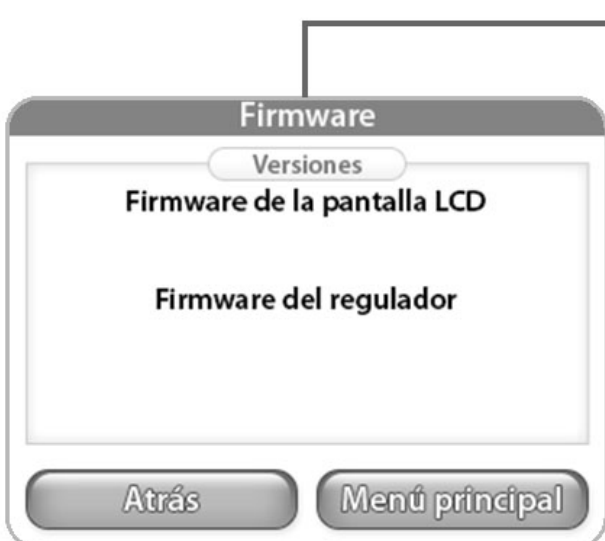 Firmware
Versiones
Firmware de la pantalla LCD
Firmware del regulador
Atrás
Menú principal